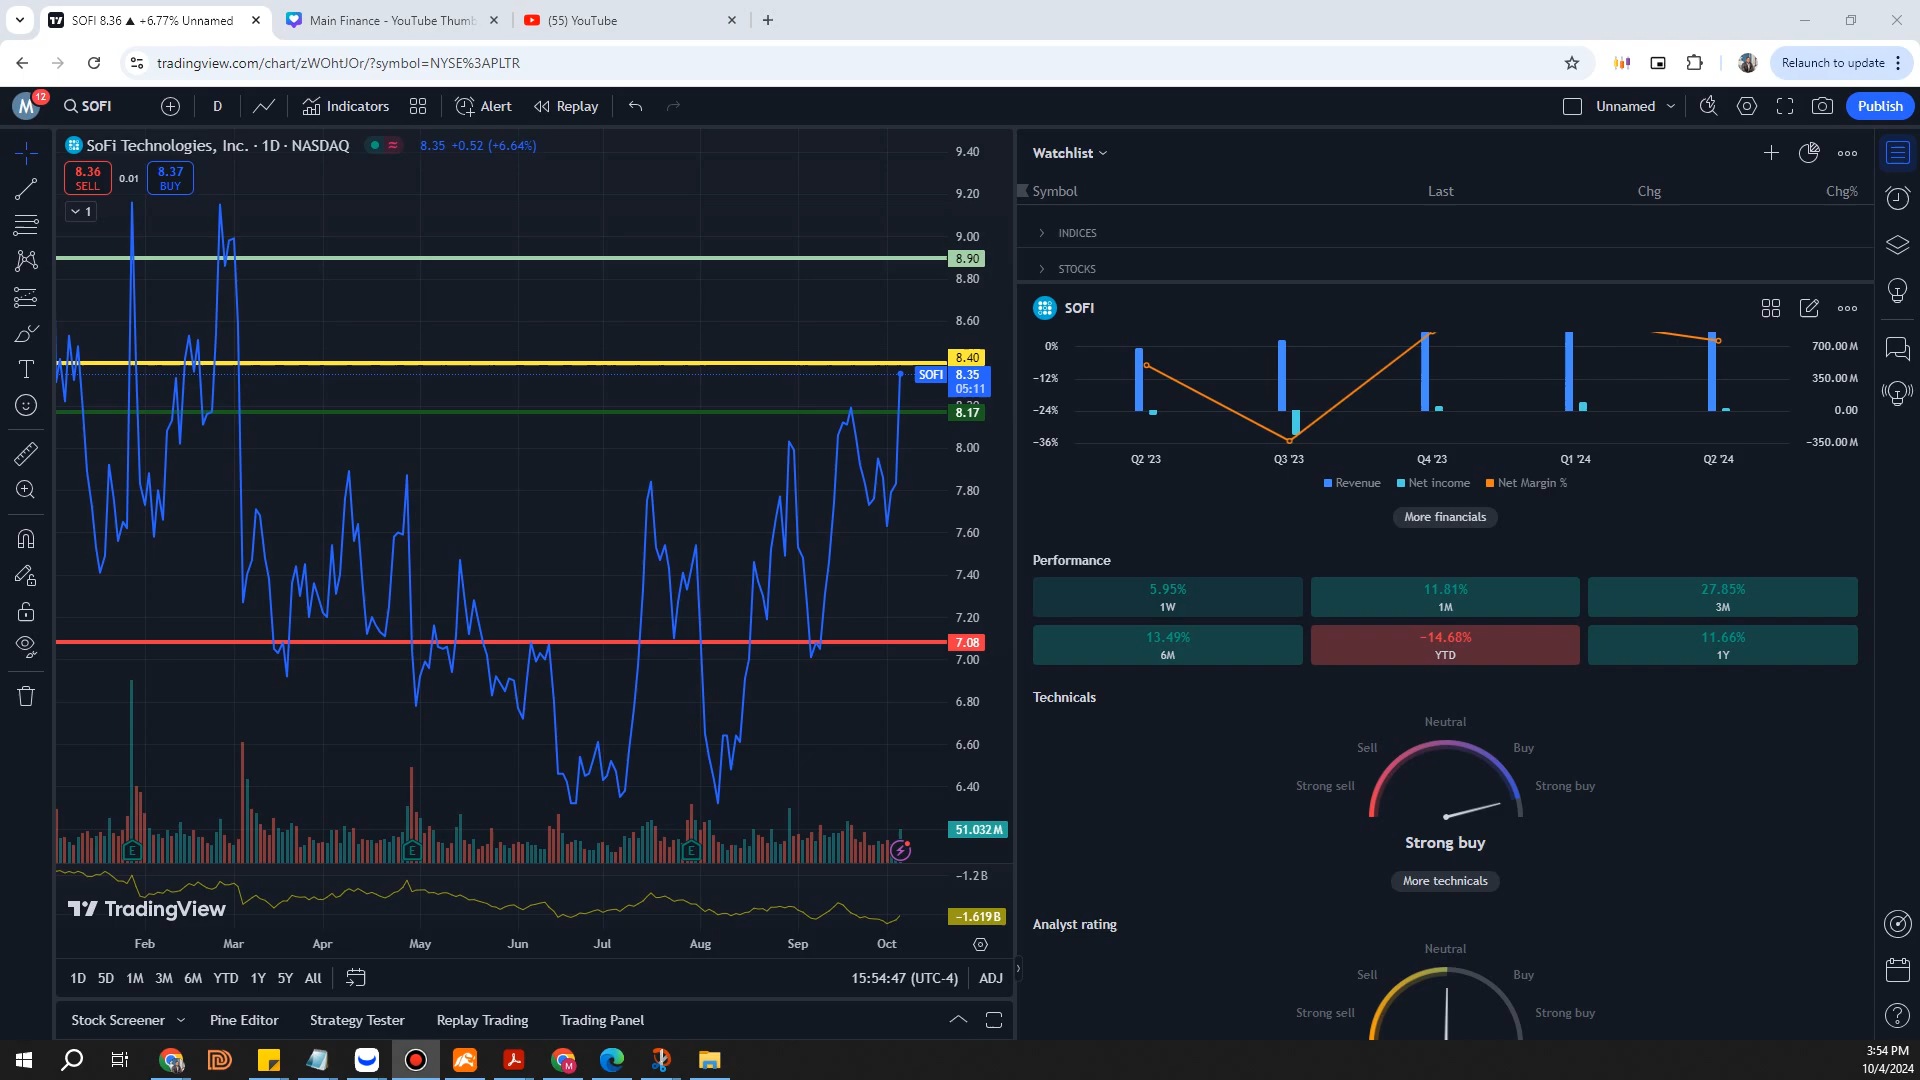 SOFI 8.36 ▲ +6.77% Unnamed
Main Finance - YouTube Thumb
(55) YouTube
tradingview.com/chart/zWOhtJOr/?symbol=NYSE%3APLTR
Relaunch to update
M
12
SOFI
D
Indicators
Alert
Replay
Unnamed
Publish
SoFi Technologies, Inc. · 1D · NASDAQ
8.35 +0.52 (+6.64%)
8.36
SELL
0.01
8.37
BUY
1
9.40
9.20
9.00
8.90
8.80
8.60
8.40
SOFI
8.35
05:11
8.17
8.00
7.80
7.60
7.40
7.20
7.08
7.00
6.80
6.60
6.40
51.032M
E
E
E
−1.2B
−1.619B
TradingView
Feb
Mar
Apr
May
Jun
Jul
Aug
Sep
Oct
1D
5D
1M
3M
6M
YTD
1Y
5Y
All
15:54:47 (UTC-4)
ADJ
Stock Screener
Pine Editor
Strategy Tester
Replay Trading
Trading Panel
Watchlist
Symbol
Last
Chg
Chg%
INDICES
STOCKS
SOFI
0%
−12%
−24%
−36%
700.00M
350.00M
0.00
−350.00M
Q2 '23
Q3 '23
Q4 '23
Q1 '24
Q2 '24
Revenue
Net income
Net Margin %
More financials
Performance
5.95%
1W
11.81%
1M
27.85%
3M
13.49%
6M
−14.68%
YTD
11.66%
1Y
Technicals
Neutral
Sell
Buy
Strong sell
Strong buy
Strong buy
More technicals
Analyst rating
Neutral
Sell
Buy
Strong sell
Strong buy
3:54 PM
10/4/2024